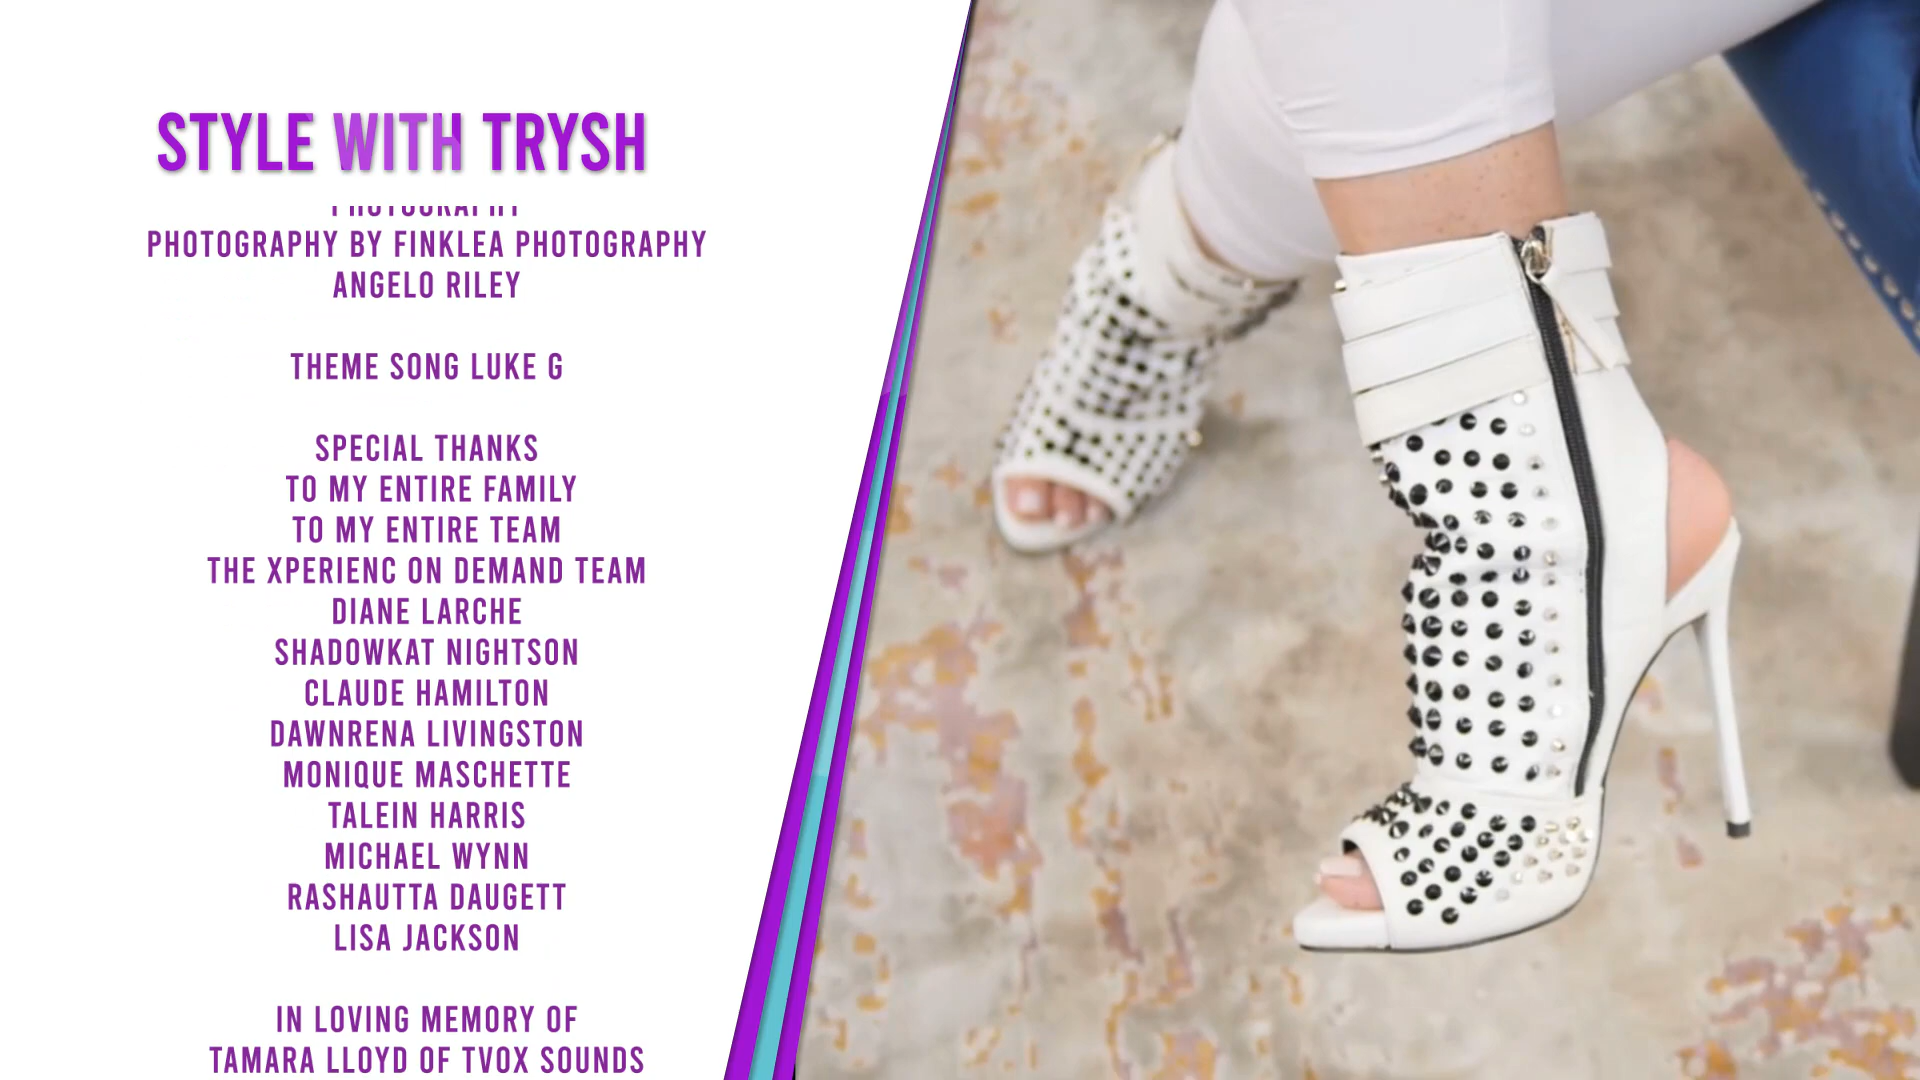 STYLE WITH TRYSH
PHOTOGRAPHY
PHOTOGRAPHY BY FINKLEA PHOTOGRAPHY
ANGELO RILEY
THEME SONG LUKE G
SPECIAL THANKS
TO MY ENTIRE FAMILY
TO MY ENTIRE TEAM
THE XPERIENC ON DEMAND TEAM
DIANE LARCHE
SHADOWKAT NIGHTSON
CLAUDE HAMILTON
DAWNRENA LIVINGSTON
MONIQUE MASCHETTE
TALEIN HARRIS
MICHAEL WYNN
RASHAUTTA DAUGETT
LISA JACKSON
IN LOVING MEMORY OF
TAMARA LLOYD OF TVOX SOUNDS